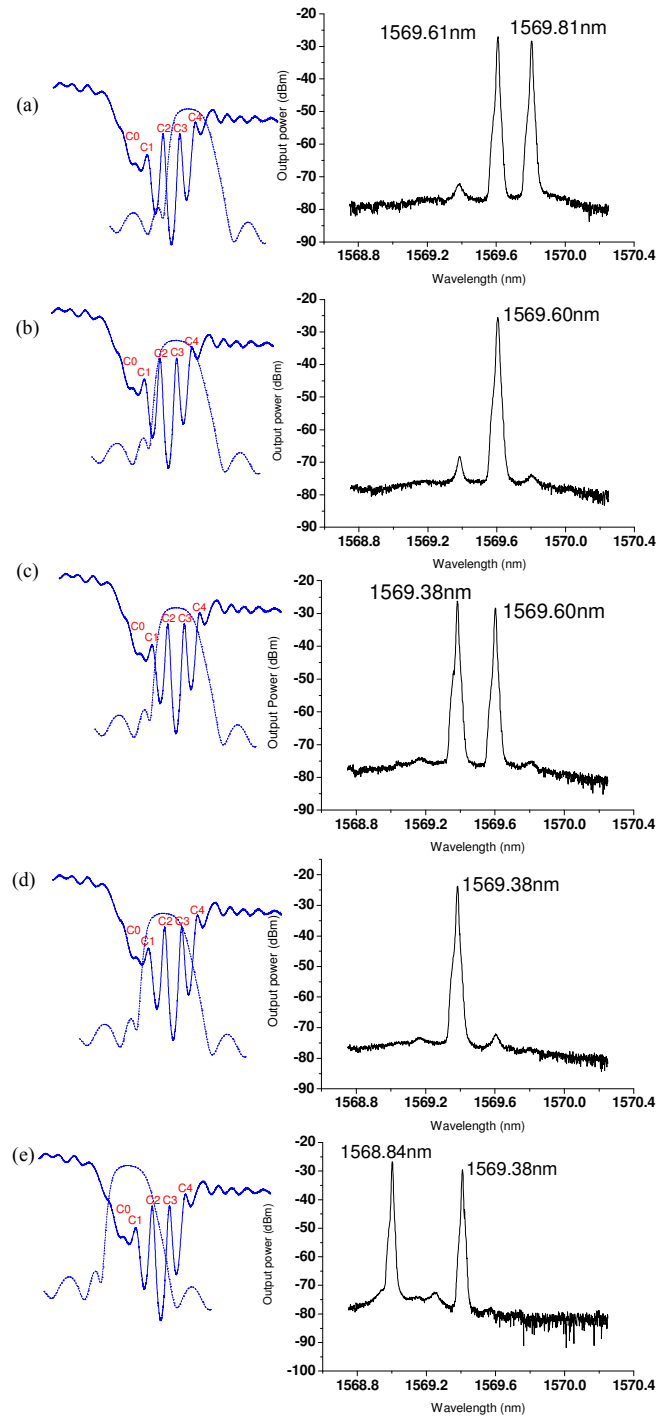 (a)
C0
C1
C2
C3
C4
1569.61nm
1569.81nm
Output power (dBm)
-20
-30
-40
-50
-60
-70
-80
-90
1568.8 1569.2 1569.6 1570.0 1570.4
Wavelength (nm)
(b)
C0
C1
C2
C3
C4
1569.60nm
Output power (dBm)
-20
-30
-40
-50
-60
-70
-80
-90
1568.8 1569.2 1569.6 1570.0 1570.4
Wavelength (nm)
(c)
C0
C1
C2
C3
C4
1569.38nm
1569.60nm
Output Power (dBm)
-20
-30
-40
-50
-60
-70
-80
-90
1568.8 1569.2 1569.6 1570.0 1570.4
Wavelength (nm)
(d)
C0
C1
C2
C3
C4
1569.38nm
Output power (dBm)
-20
-30
-40
-50
-60
-70
-80
-90
1568.8 1569.2 1569.6 1570.0 1570.4
Wavelength (nm)
(e)
C0
C1
C2
C3
C4
1568.84nm
1569.38nm
Output power (dBm)
-20
-30
-40
-50
-60
-70
-80
-90
-100
1568.8 1569.2 1569.6 1570.0 1570.4
Wavelength (nm)